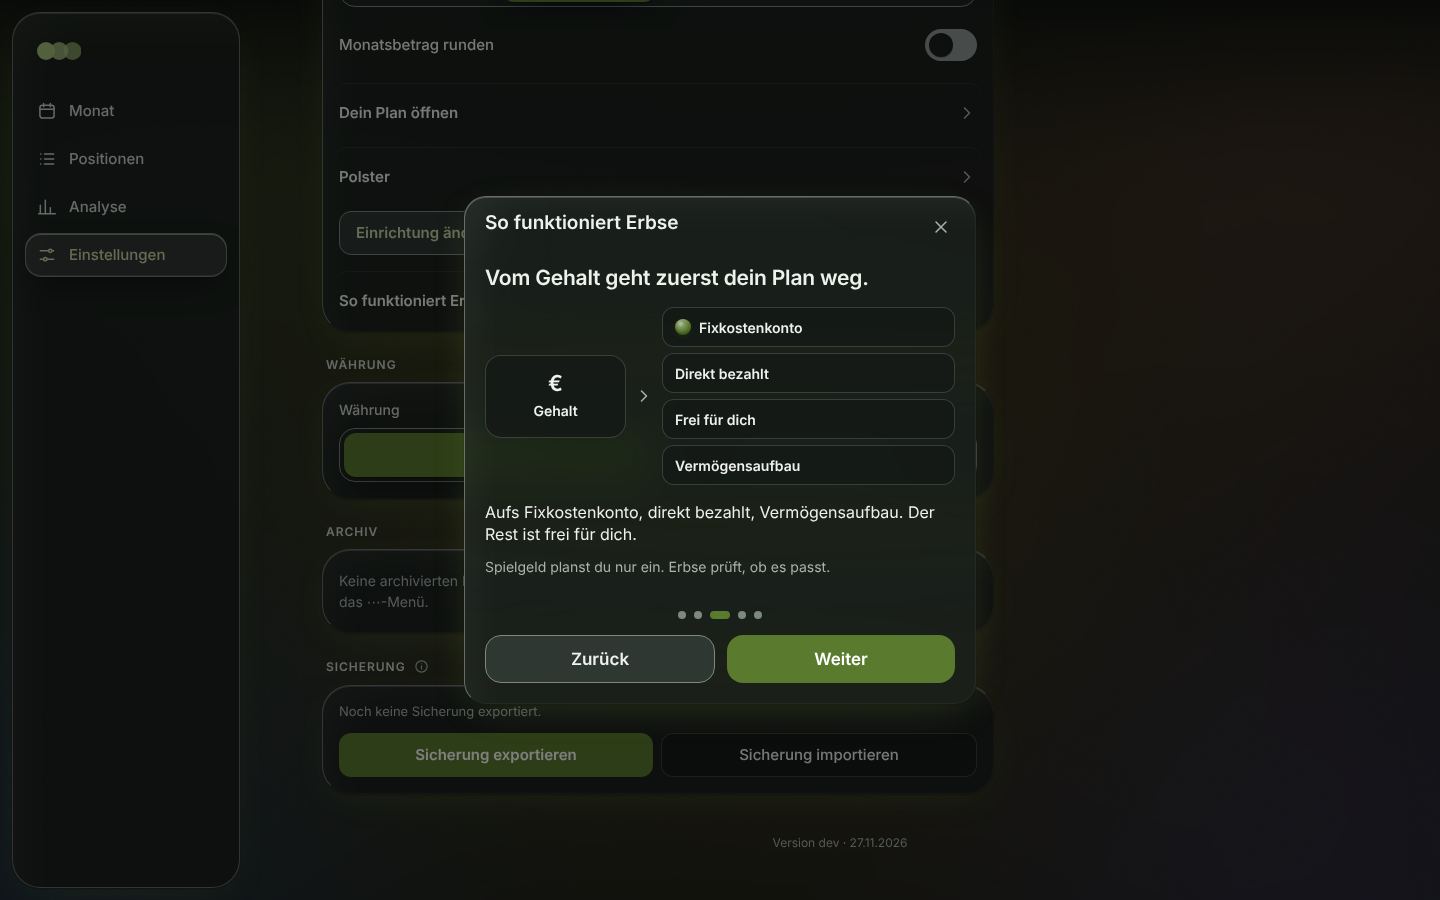 Monat
Positionen
Analyse
Einstellungen
Monatsbetrag runden
Dein Plan öffnen
Polster
Einrichtung
So funktioniert
WÄHRUNG
Währung
ARCHIV
Keine archivierten
das ···-Menü.
SICHERUNG
Noch keine Sicherung exportiert.
Sicherung exportieren
Sicherung importieren
Version dev · 27.11.2026
So funktioniert Erbse
Vom Gehalt geht zuerst dein Plan weg.
€
Gehalt
Fixkostenkonto
Direkt bezahlt
Frei für dich
Vermögensaufbau
Aufs Fixkostenkonto, direkt bezahlt, Vermögensaufbau. Der
Rest ist frei für dich.
Spielgeld planst du nur ein. Erbse prüft, ob es passt.
Zurück
Weiter